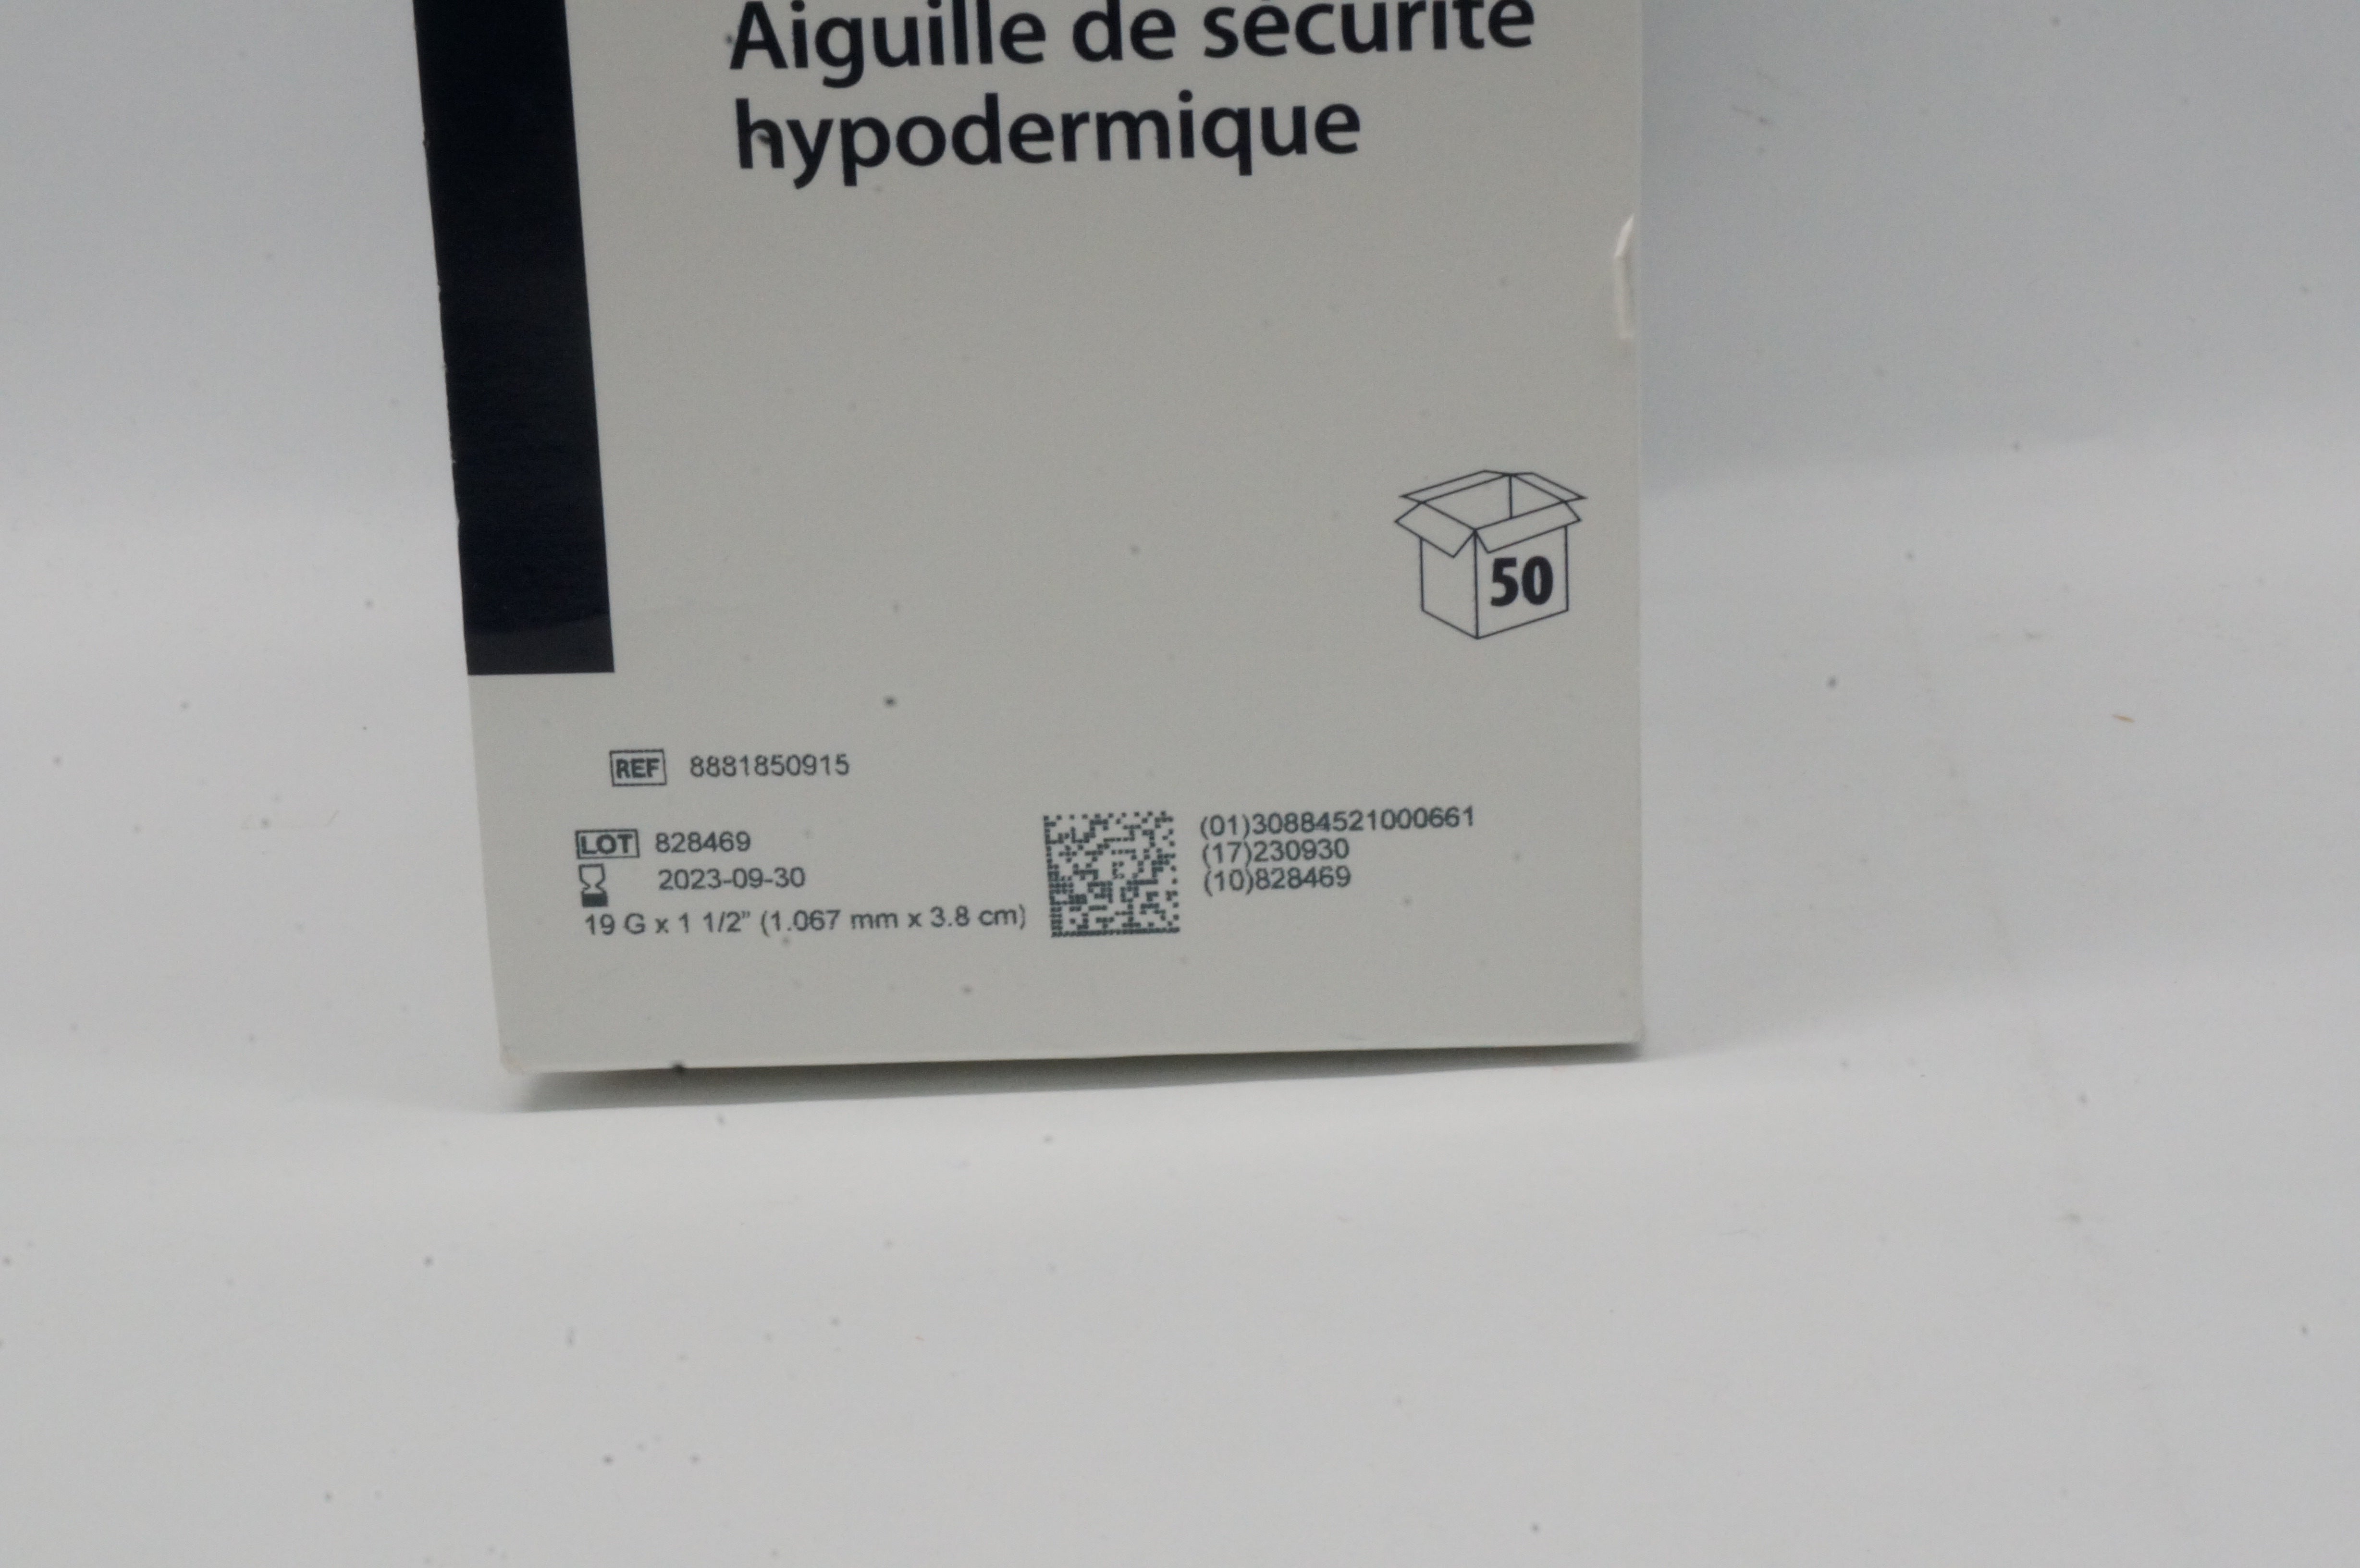 Aiguille de sécurité
hypodermique
50
REF 8881850915
LOT 828469
2023-09-30
19 G x 1 1/2” (1.067 mm x 3.8 cm)
(01)30884521000661
(17)230930
(10)828469